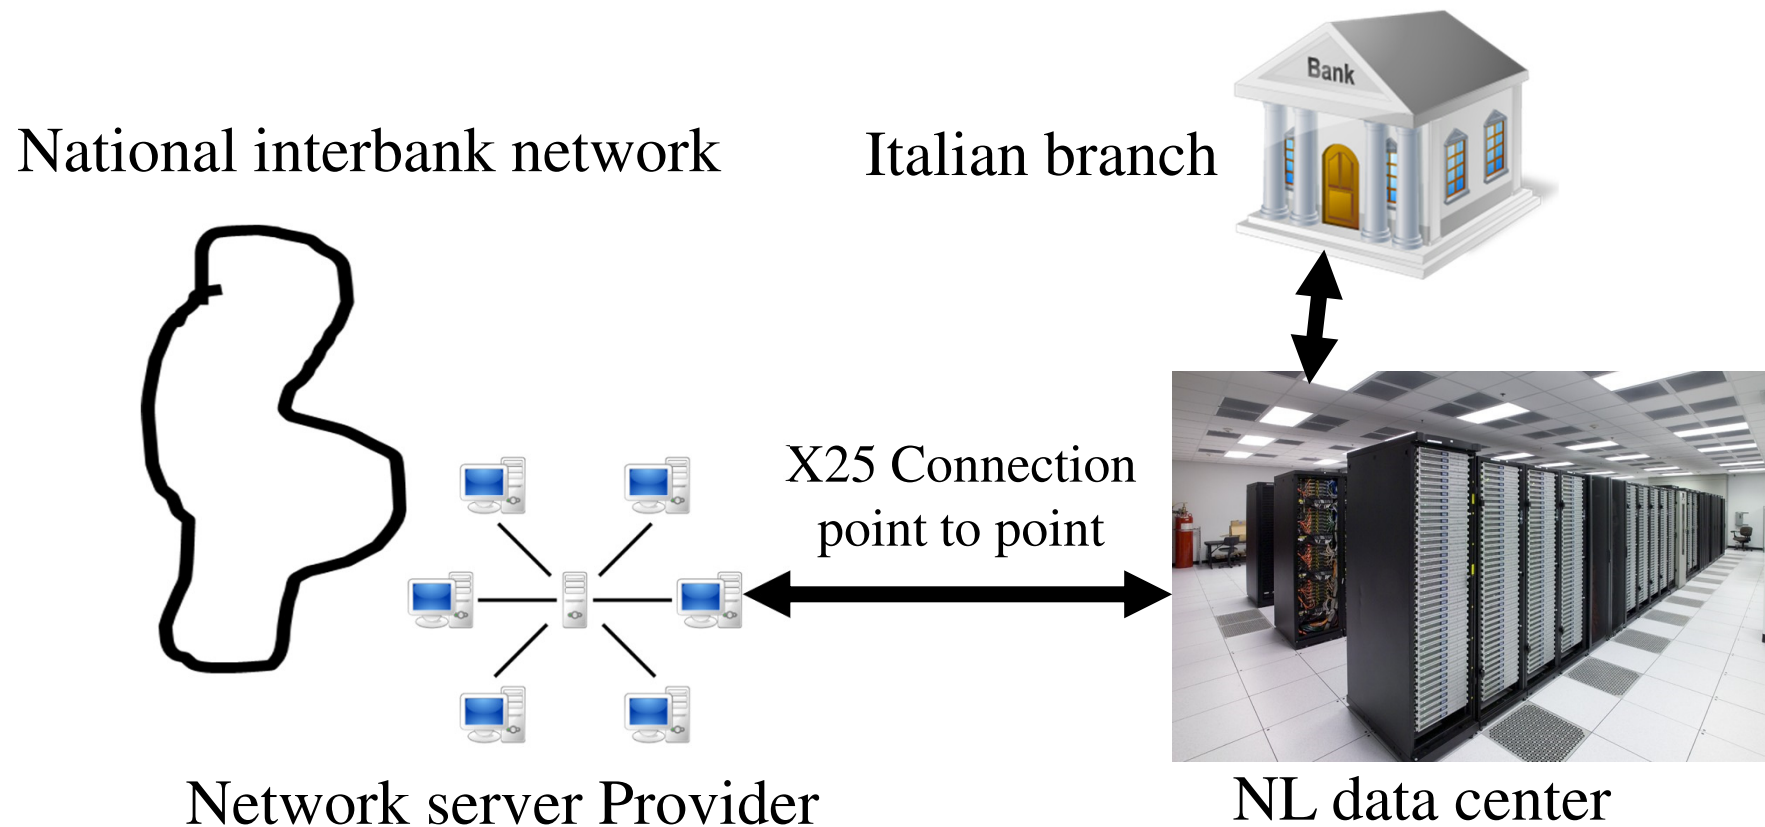 Bank
National interbank network
Italian branch
X25 Connection
point to point
Network server Provider
NL data center